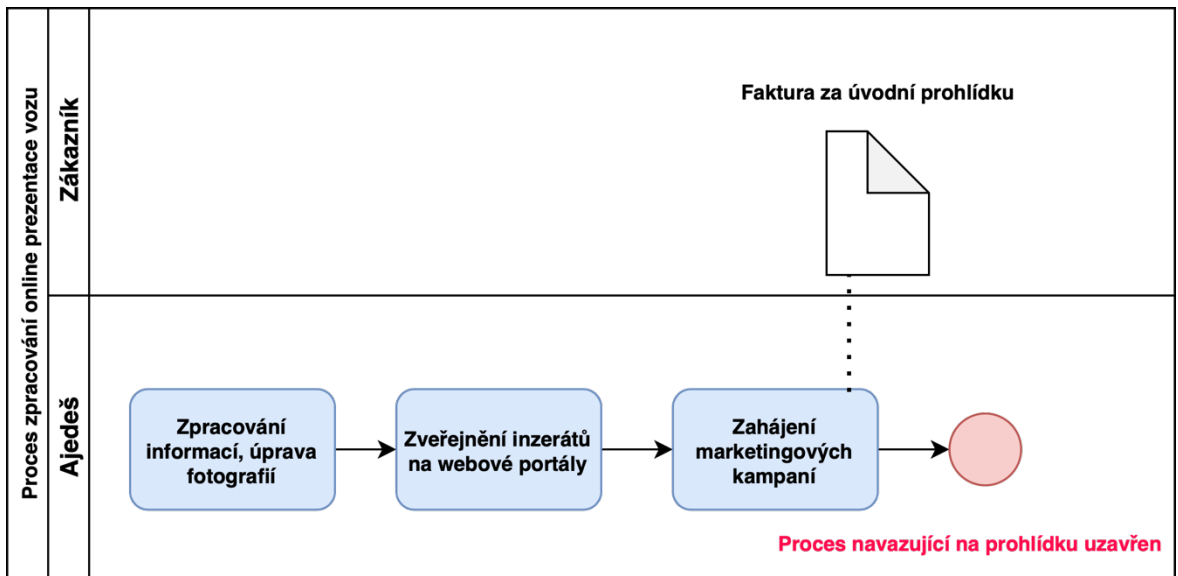 Proces zpracování online prezentace vozu
Zákazník
Faktura za úvodní prohlídku
Ajedeš
Zpracování
informací, úprava
fotografií
Zveřejnění inzerátů
na webové portály
Zahájení
marketingových
kampaní
Proces navazující na prohlídku uzavřen